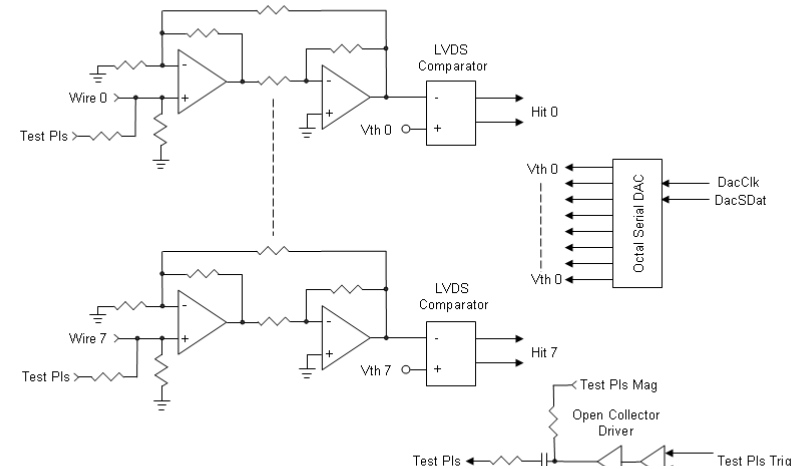 LVDS
Comparator
-
+
-
+
-
+
Wire 0
Test Pls
Vth 0
Hit 0
Vth 0
Vth 0
Octal Serial DAC
DacClk
DacSDat
LVDS
Comparator
-
+
-
+
-
+
Wire 7
Test Pls
Vth 7
Hit 7
Test Pls Mag
Open Collector
Driver
Test Pls
Test Pls Trig